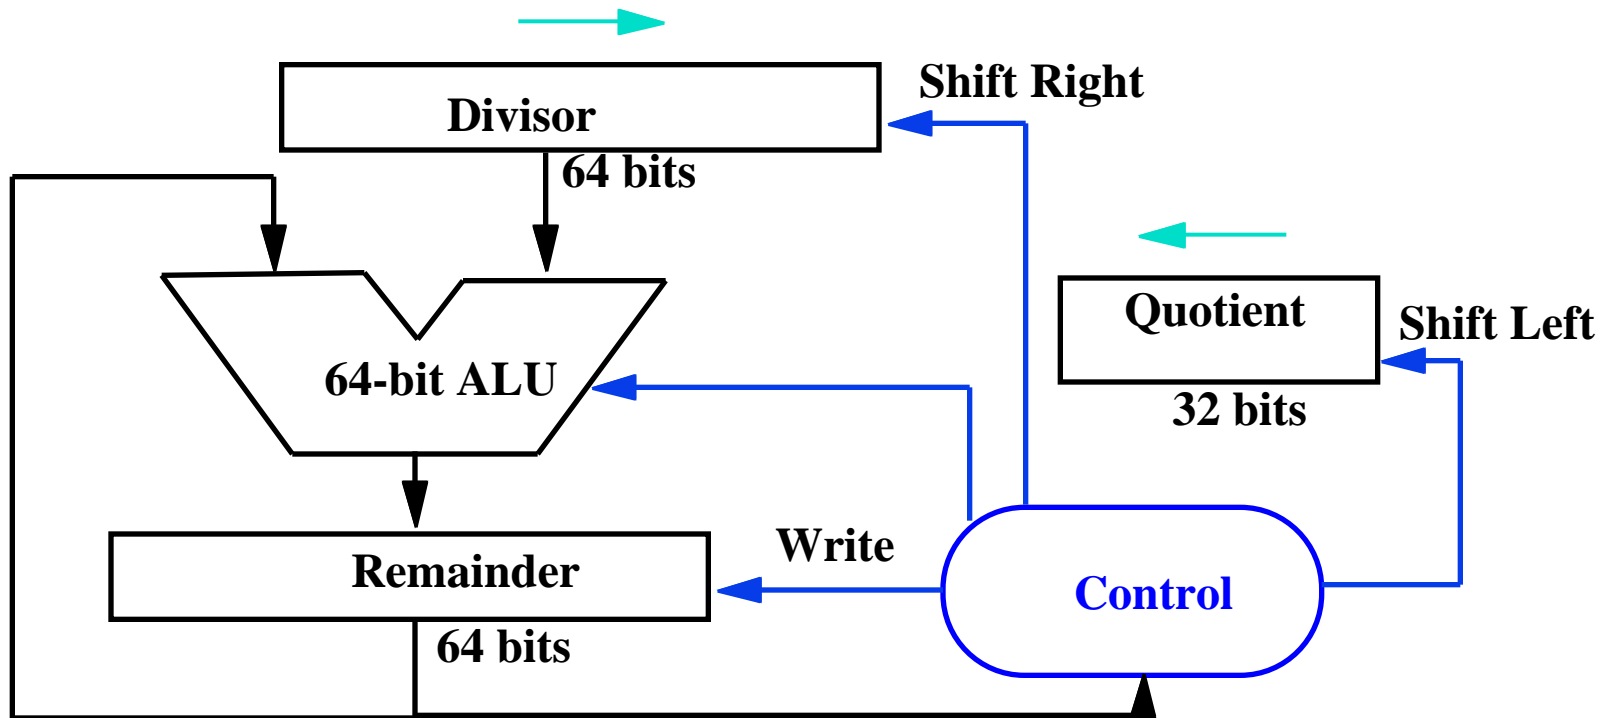 Shift Right
Divisor
64 bits
Quotient
Shift Left
64-bit ALU
32 bits
Write
Remainder
Control
64 bits